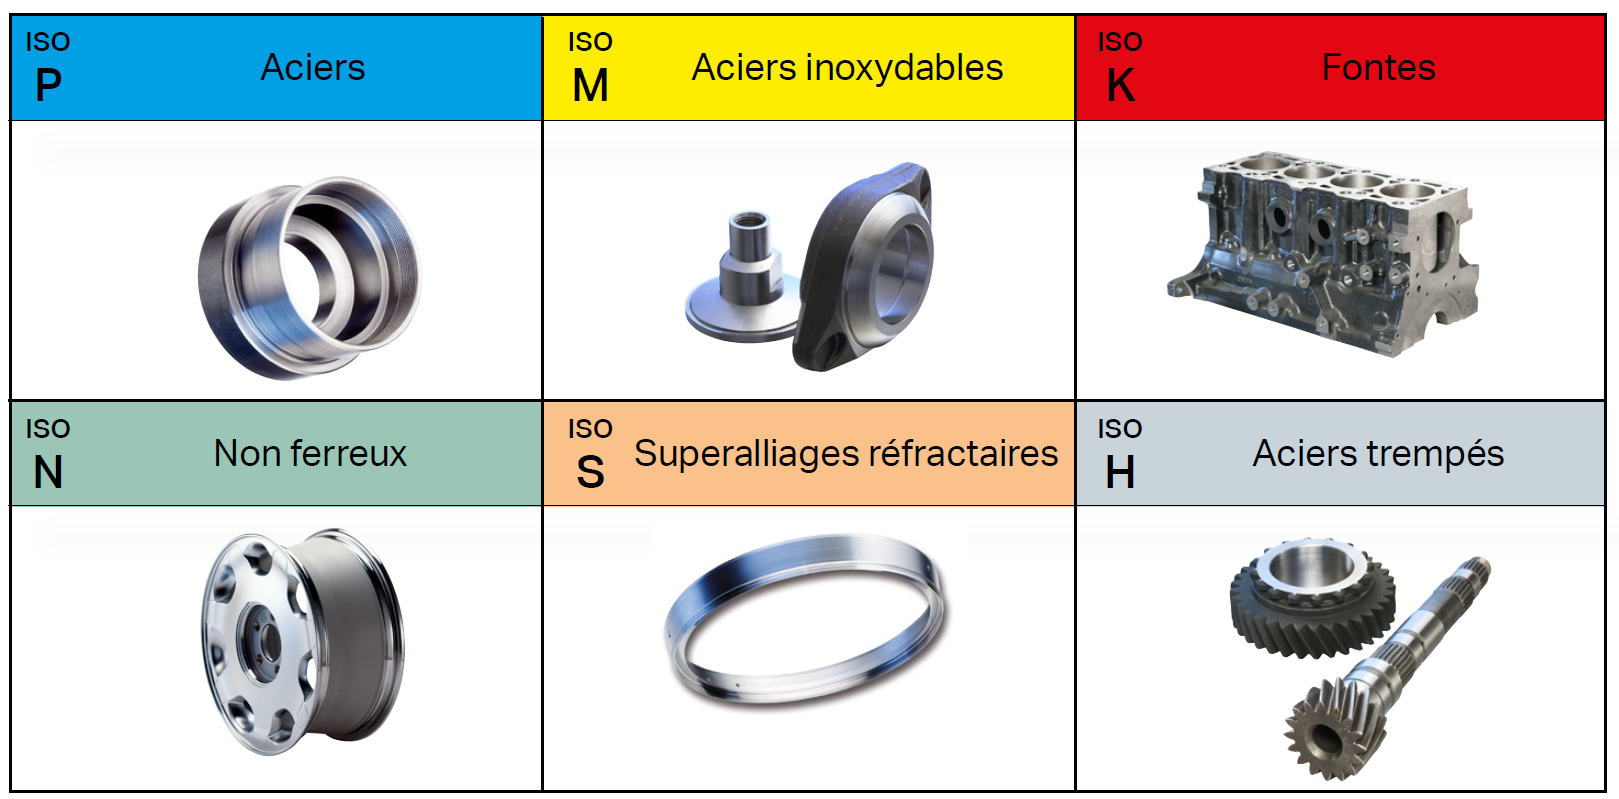 ISO
P
Aciers
ISO
M
Aciers inoxydables
ISO
K
Fontes
ISO
N
Non ferreux
ISO
S
Superalliages réfractaires
ISO
H
Aciers trempés